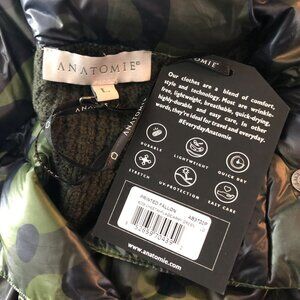 ANATOMIE®
L
ANATOMIE
Our clothes are a blend of comfort,
style and technology. Most are wrinkle-
free, lightweight, breathable, quick-drying,
highly-durable and easy care. In other
words, they're ideal for travel and everyday.
#EverydayAnatomie
DURABLE
LIGHTWEIGHT
QUICK DRY
STRETCH
UV-PROTECTION
EASY CARE
PRINTED FALLON
www.anatomie.com